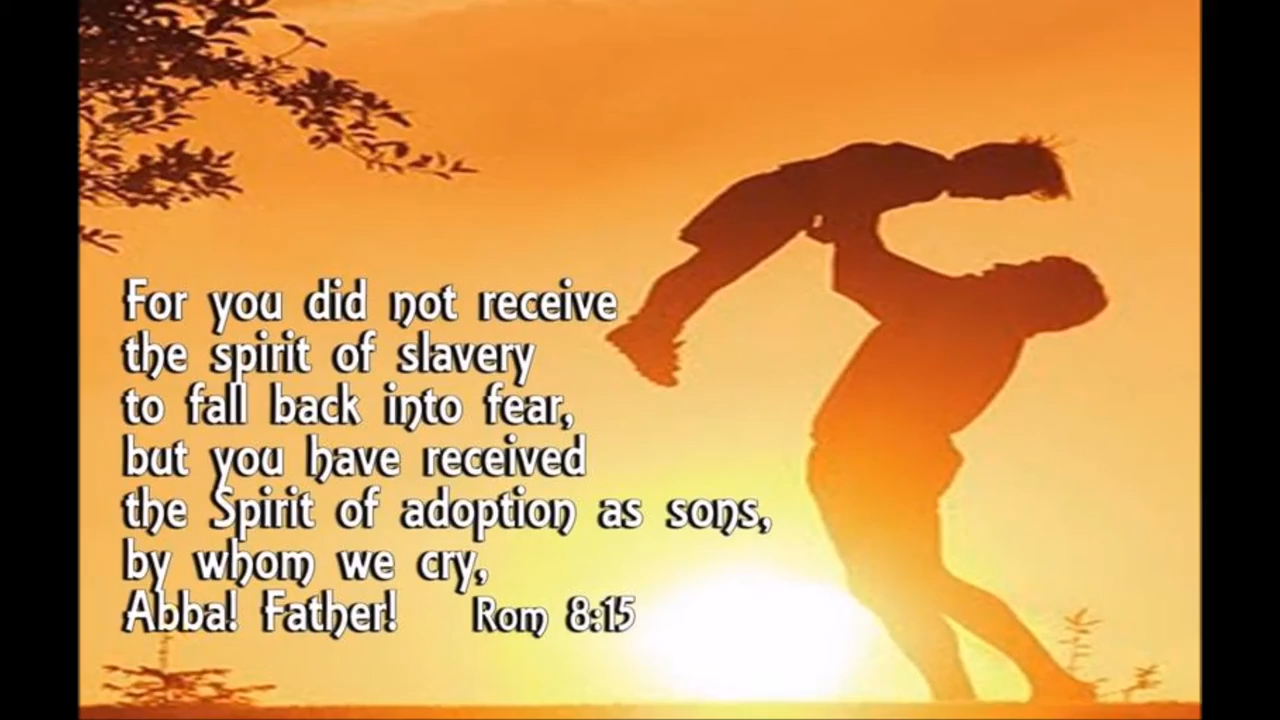 For you did not receive
the spirit of slavery
to fall back into fear,
but you have received
the Spirit of adoption as sons,
by whom we cry,
Abba! Father! Rom 8:15